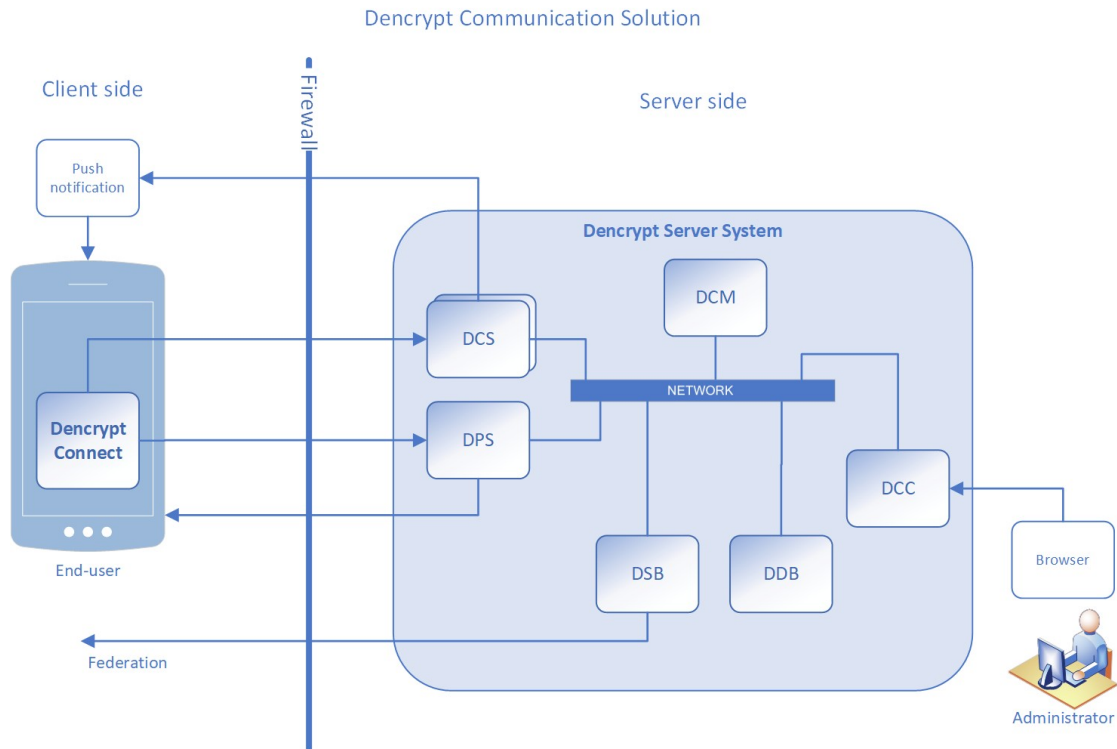 Dencrypt Communication Solution
Client side
Firewall
Server side
Push
notification
Dencrypt Server System
DCM
DCS
NETWORK
Dencrypt
Connect
DPS
DCC
End-user
DSB
DDB
Browser
Federation
Administrator